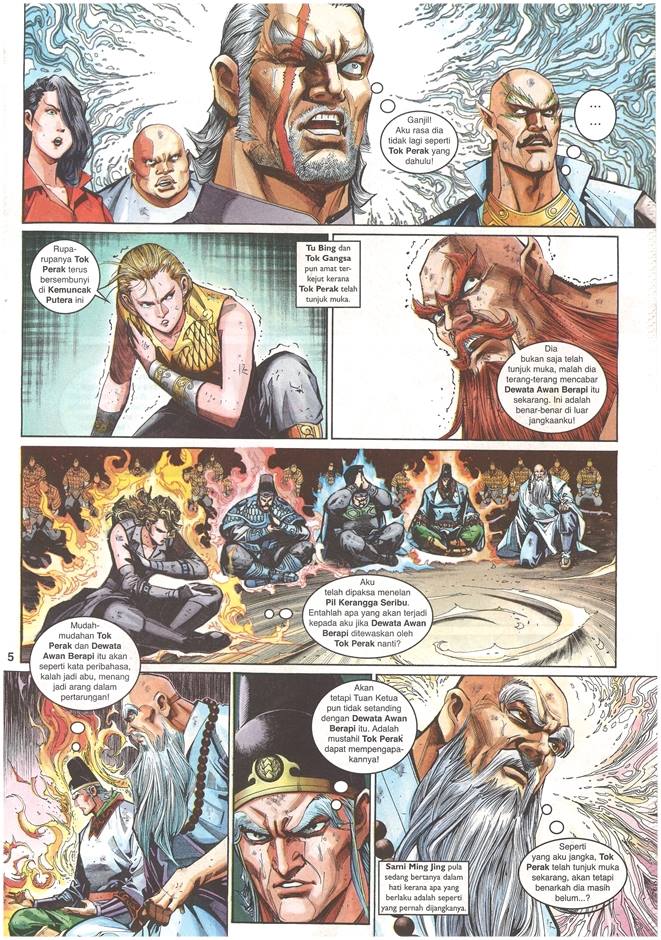 Ganjil!
Aku rasa dia
tidak lagi seperti
Tok Perak yang
dahulu!
...
...
Rupa-
rupanya Tok
Perak terus
bersembunyi
di Kemuncak
Putera ini
Tu Bing dan
Tok Gangsa
pun amat ter-
kejut kerana
Tok Perak telah
tunjuk muka.
Dia
bukan saja telah
tunjuk muka, malah dia
terang-terang mencabar
Dewata Awan Berapi itu
sekarang. Ini adalah
benar-benar di luar
jangkaanku!
Aku
telah dipaksa menelan
Pil Kerangga Seribu.
Entahlah apa yang akan terjadi
kepada aku jika Dewata Awan
Berapi ditewaskan oleh
Tok Perak nanti?
Mudah-
mudahan Tok
Perak dan Dewata
Awan Berapi itu akan
seperti kata peribahasa,
kalah jadi abu, menang
jadi arang dalam
pertarungan!
5
Akan
tetapi Tuan Ketua
pun tidak setanding
dengan Dewata Awan
Berapi itu. Adalah
mustahil Tok Perak
dapat mempengapa-
kannya!
Sami Ming Jing pula
sedang bertanya dalam
hati kerana apa yang
berlaku adalah seperti
yang pernah dijangkanya.
Seperti
yang aku jangka, Tok
Perak telah tunjuk muka
sekarang, akan tetapi
benarkah dia masih
belum...?